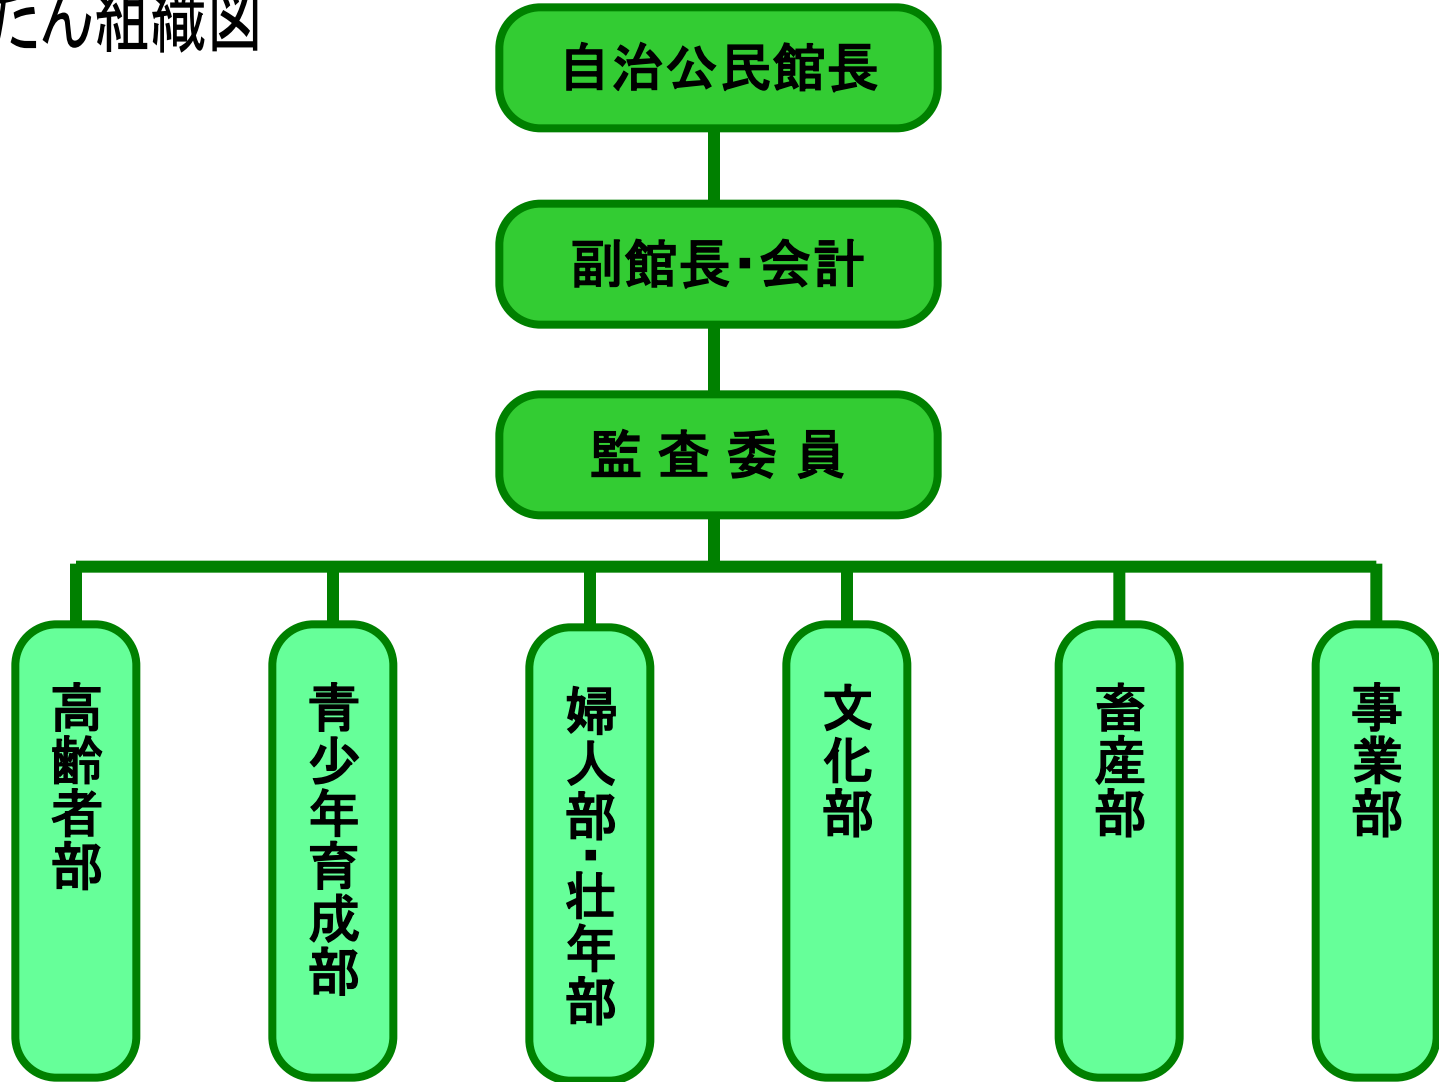 たん組織図
自治公民館長
副館長・会計
監査委員
高齢者部
青少年育成部
婦人部・壮年部
文化部
畜産部
事業部